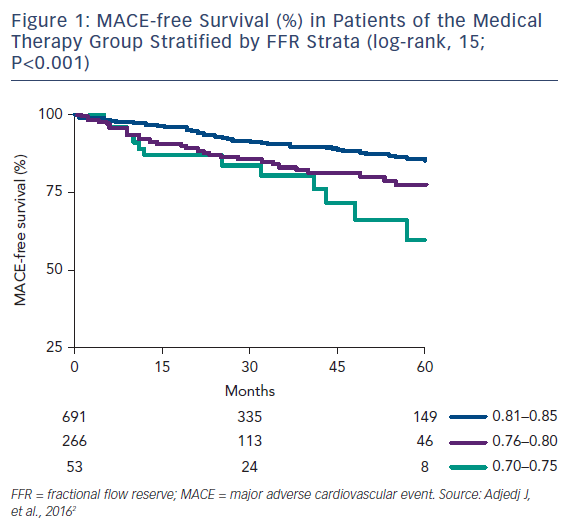 Figure 1: MACE-free Survival (%) in Patients of the Medical
Therapy Group Stratified by FFR Strata (log-rank, 15;
P<0.001)
MACE-free survival (%)
100
75
50
25
0 15 30 45 60
Months
691 335 149 0.81–0.85
266 113 46 0.76–0.80
53 24 8 0.70–0.75
FFR = fractional flow reserve; MACE = major adverse cardiovascular event. Source: Adjedj J,
et al., 2016²